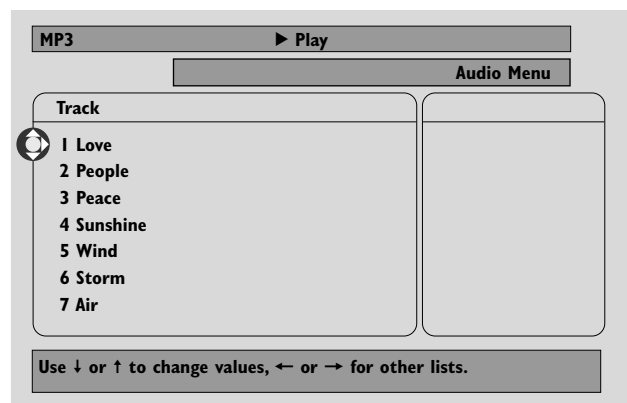 MP3 ▶ Play
Audio Menu
Track
1 Love
2 People
3 Peace
4 Sunshine
5 Wind
6 Storm
7 Air
Use ↓ or ↑ to change values, ← or → for other lists.